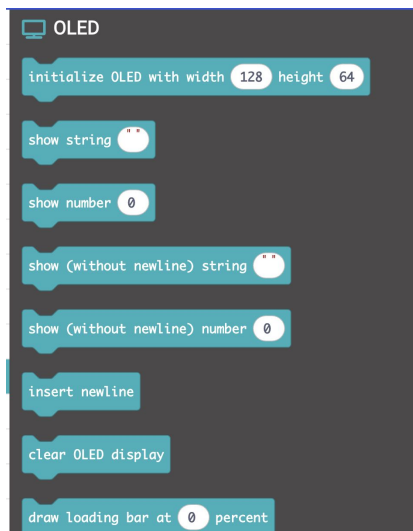 OLED
initialize OLED with width 128 height 64
show string " "
show number 0
show (without newline) string " "
show (without newline) number 0
insert newline
clear OLED display
draw loading bar at 0 percent